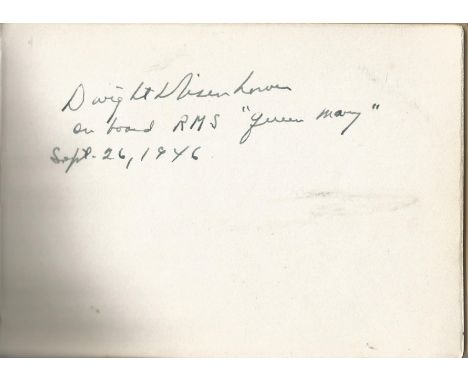 Dwight D Eisenhower
on board RMS "Queen Mary"
Sept. 26, 1946